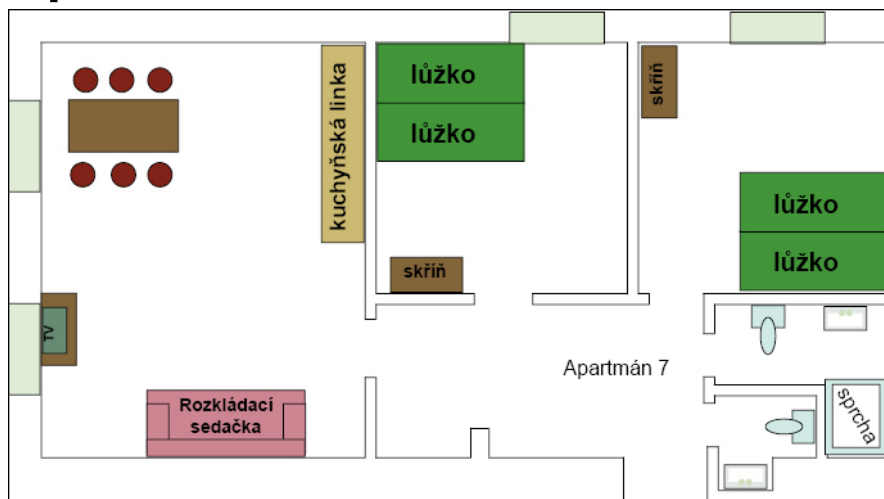 kuchyňská linka
lůžko
lůžko
skříň
skříň
lůžko
lůžko
TV
Rozkládací
sedačka
Apartmán 7
sprcha